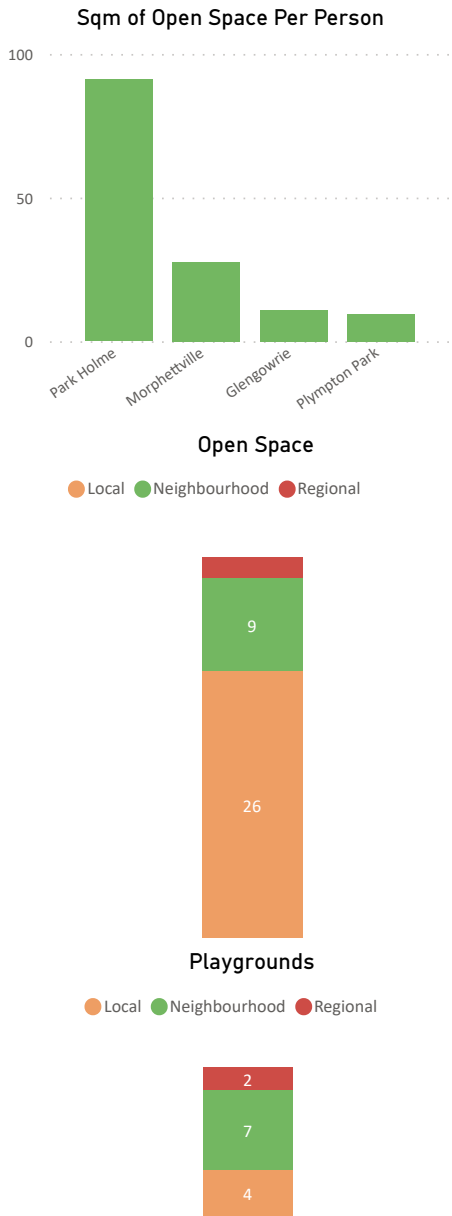 Sqm of Open Space Per Person
100
50
0
Park Holme
Morphettville
Glengowrie
Plympton Park
Open Space
Local Neighbourhood Regional
9
26
Playgrounds
Local Neighbourhood Regional
2
7
4